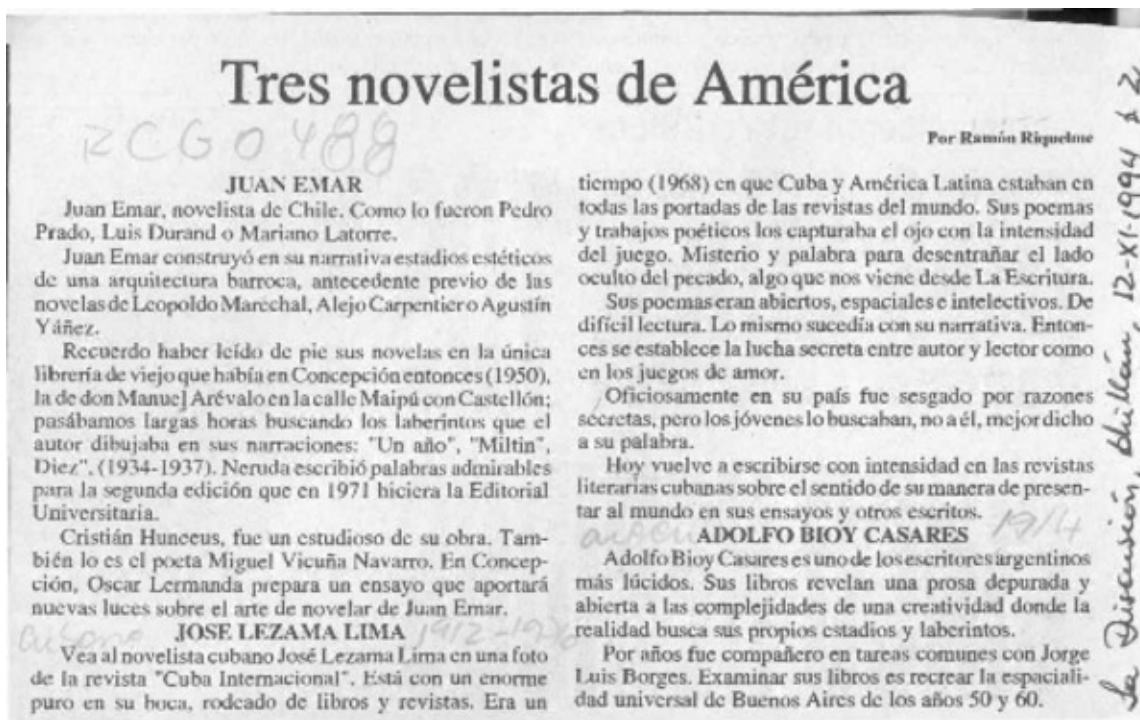 Tres novelistas de América
RCG0488
Por Ramón Riquelme
JUAN EMAR
Juan Emar, novelista de Chile. Como lo fueron Pedro
Prado, Luis Durand o Mariano Latorre.
Juan Emar construyó en su narrativa estadios estéticos
de una arquitectura barroca, antecedente previo de las
novelas de Leopoldo Marechal, Alejo Carpentier o Agustín
Yáñez.
Recuerdo haber leído de pie sus novelas en la única
librería de viejo que había en Concepción entonces (1950),
la de don Manuel Arévalo en la calle Maipú con Castellón;
pasábamos largas horas buscando los laberintos que el
autor dibujaba en sus narraciones: "Un año", "Miltin",
Diez". (1934-1937). Neruda escribió palabras admirables
para la segunda edición que en 1971 hiciera la Editorial
Universitaria.
Cristián Huneeus, fue un estudioso de su obra. Tam-
bién lo es el poeta Miguel Vicuña Navarro. En Concep-
ción, Oscar Lermanda prepara un ensayo que aportará
nuevas luces sobre el arte de novelar de Juan Emar.
cubano JOSE LEZAMA LIMA 1912-19
Vea al novelista cubano José Lezama Lima en una foto
de la revista "Cuba Internacional". Está con un enorme
puro en su boca, rodeado de libros y revistas. Era un
tiempo (1968) en que Cuba y América Latina estaban en
todas las portadas de las revistas del mundo. Sus poemas
y trabajos poéticos los capturaba el ojo con la intensidad
del juego. Misterio y palabra para desentrañar el lado
oculto del pecado, algo que nos viene desde La Escritura.
Sus poemas eran abiertos, espaciales e intelectivos. De
difícil lectura. Lo mismo sucedía con su narrativa. Enton-
ces se establece la lucha secreta entre autor y lector como
en los juegos de amor.
Oficiosamente en su país fue sesgado por razones
secretas, pero los jóvenes lo buscaban, no a él, mejor dicho
a su palabra.
Hoy vuelve a escribirse con intensidad en las revistas
literarias cubanas sobre el sentido de su manera de presen-
tar al mundo en sus ensayos y otros escritos.
ADOLFO BIOY CASARES 1914
Adolfo Bioy Casares es uno de los escritores argentinos
más lúcidos. Sus libros revelan una prosa depurada y
abierta a las complejidades de una creatividad donde la
realidad busca sus propios estadios y laberintos.
Por años fue compañero en tareas comunes con Jorge
Luis Borges. Examinar sus libros es recrear la espaciali-
dad universal de Buenos Aires de los años 50 y 60.
La Discusión, Chillán, 12-XI-1994 p. 2